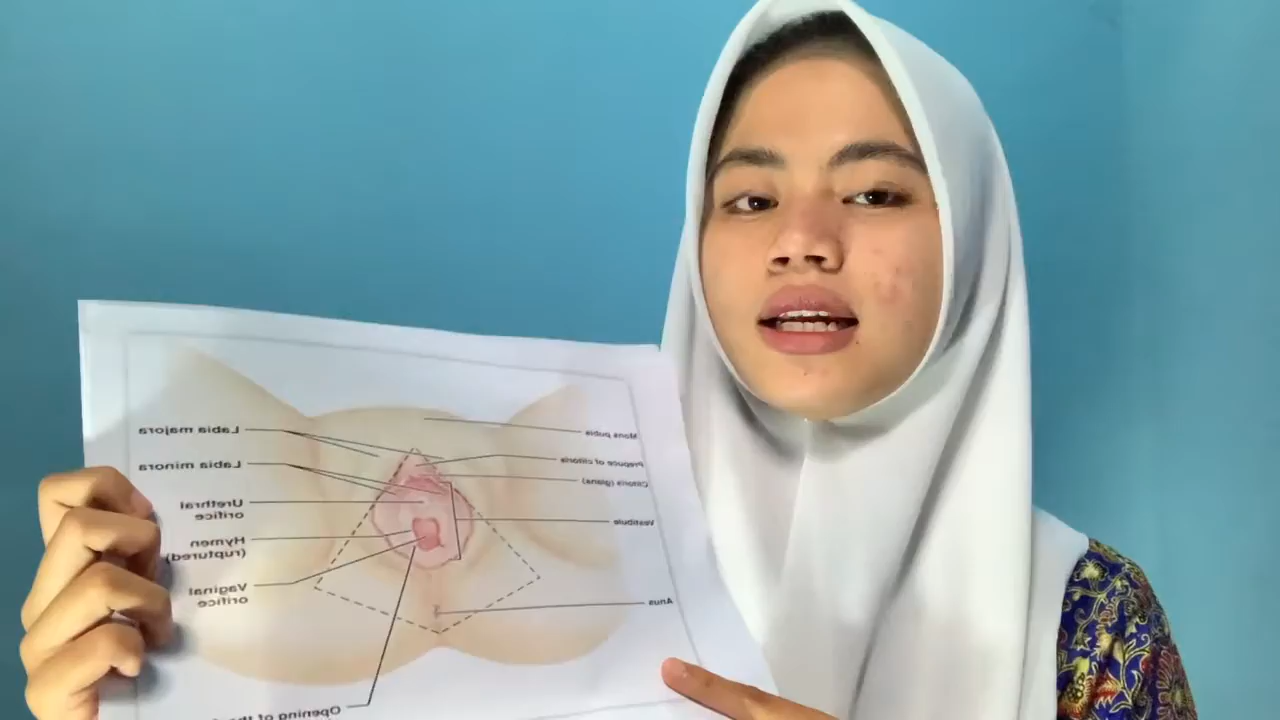 Labia majora
Labia minora
Urethral
orifice
Hymen
(ruptured)
Vaginal
orifice
Opening of the
Mons pubis
Prepuce of clitoris
Clitoris (glans)
Vestibule
Anus